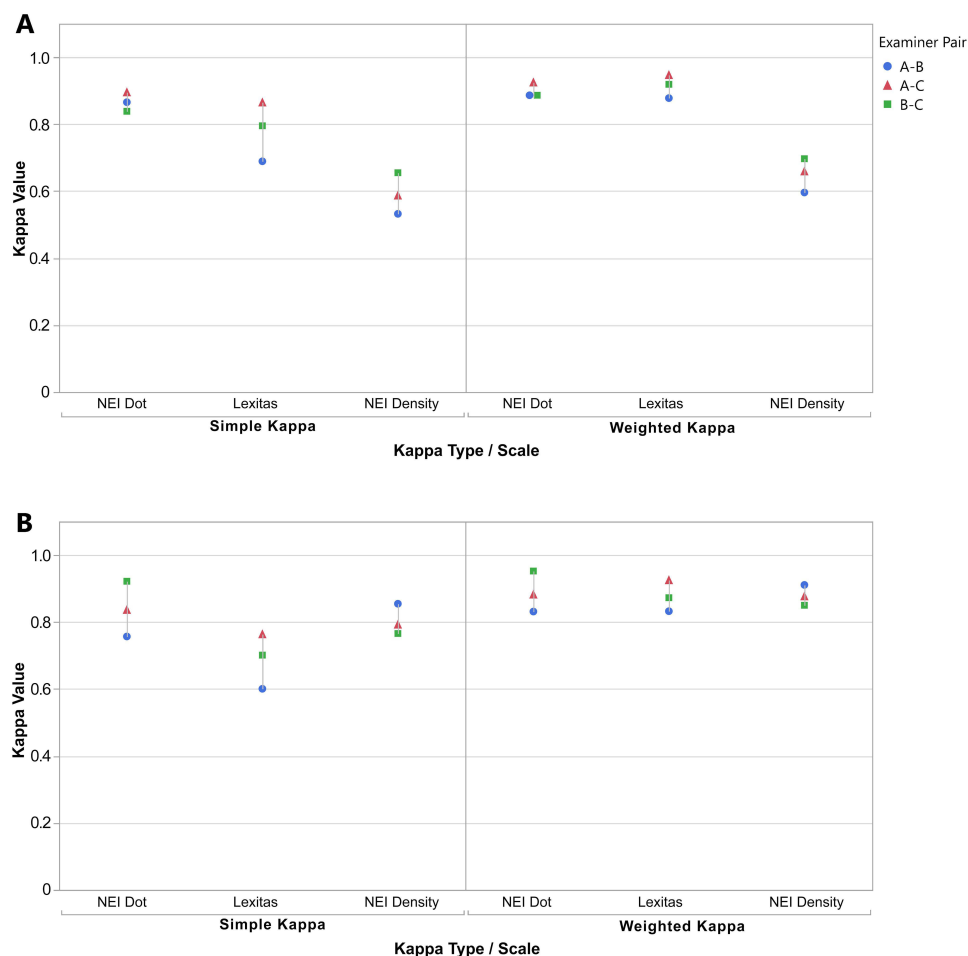 A
Examiner Pair
A-B
A-C
B-C
Kappa Value
1.0
0.8
0.6
0.4
0.2
0
NEI Dot Lexitas NEI Density NEI Dot Lexitas NEI Density
Simple Kappa Weighted Kappa
Kappa Type / Scale
B
Kappa Value
1.0
0.8
0.6
0.4
0.2
0
NEI Dot Lexitas NEI Density NEI Dot Lexitas NEI Density
Simple Kappa Weighted Kappa
Kappa Type / Scale